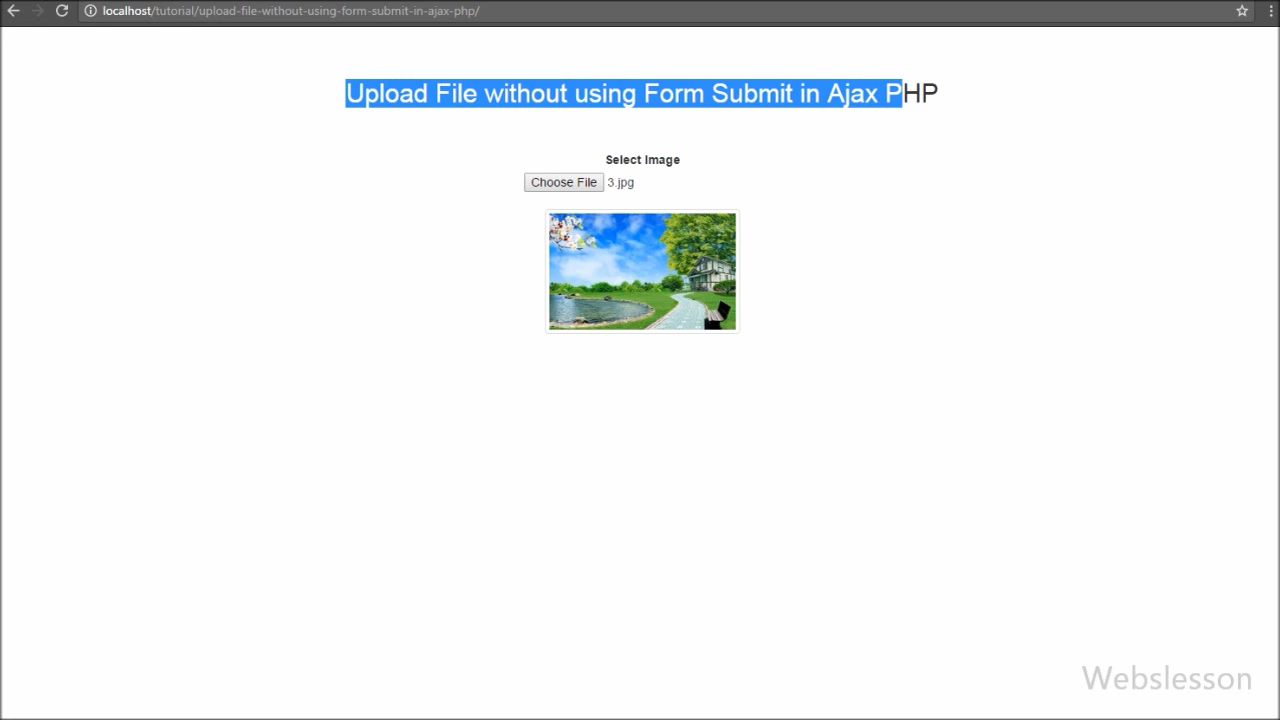 localhost/tutorial/upload-file-without-using-form-submit-in-ajax-php/
Upload File without using Form Submit in Ajax PHP
Select Image
Choose File 3.jpg
Webslesson